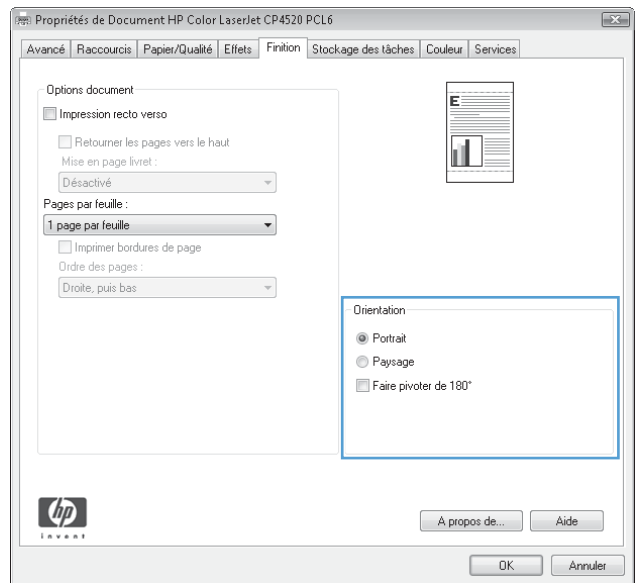 Propriétés de Document HP Color LaserJet CP4520 PCL6
Avancé Raccourcis Papier/Qualité Effets Finition Stockage des tâches Couleur Services
Options document
Impression recto verso
Retourner les pages vers le haut
Mise en page livret :
Désactivé
Pages par feuille :
1 page par feuille
Imprimer bordures de page
Ordre des pages :
Droite, puis bas
E
Orientation
Portrait
Paysage
Faire pivoter de 180°
hp
invent
A propos de... Aide
OK Annuler